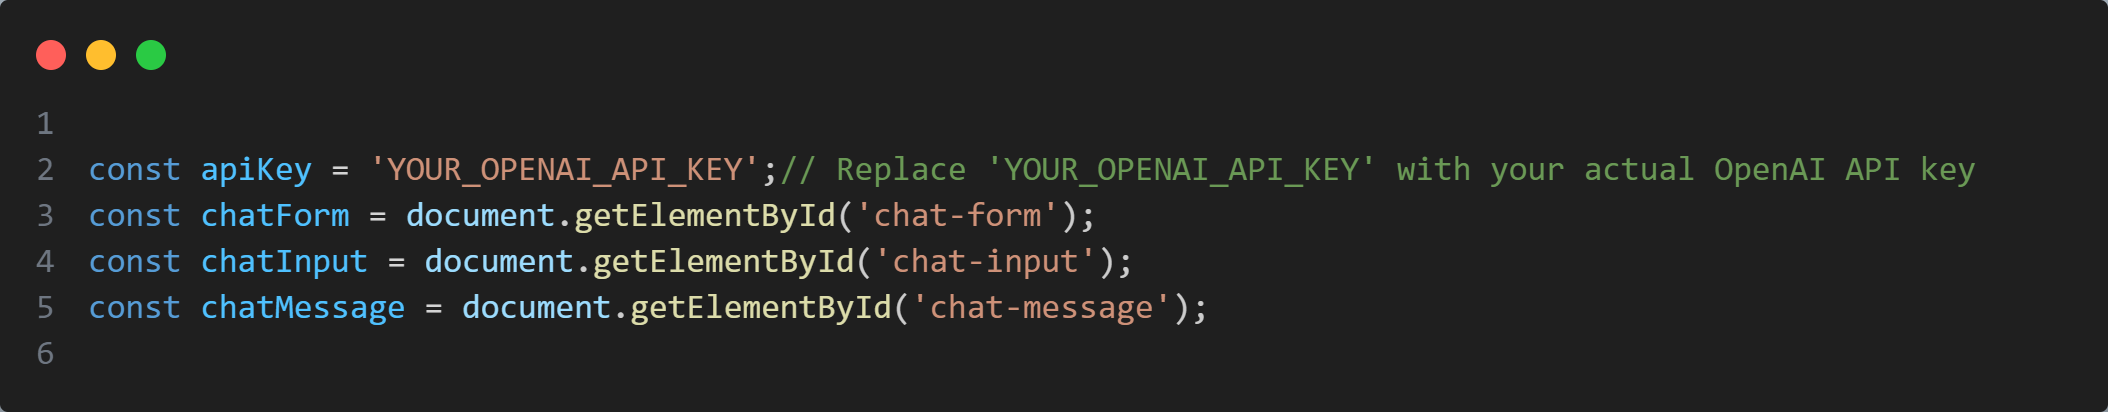 1
2 const apiKey = 'YOUR_OPENAI_API_KEY';// Replace 'YOUR_OPENAI_API_KEY' with your actual OpenAI API key
3 const chatForm = document.getElementById('chat-form');
4 const chatInput = document.getElementById('chat-input');
5 const chatMessage = document.getElementById('chat-message');
6